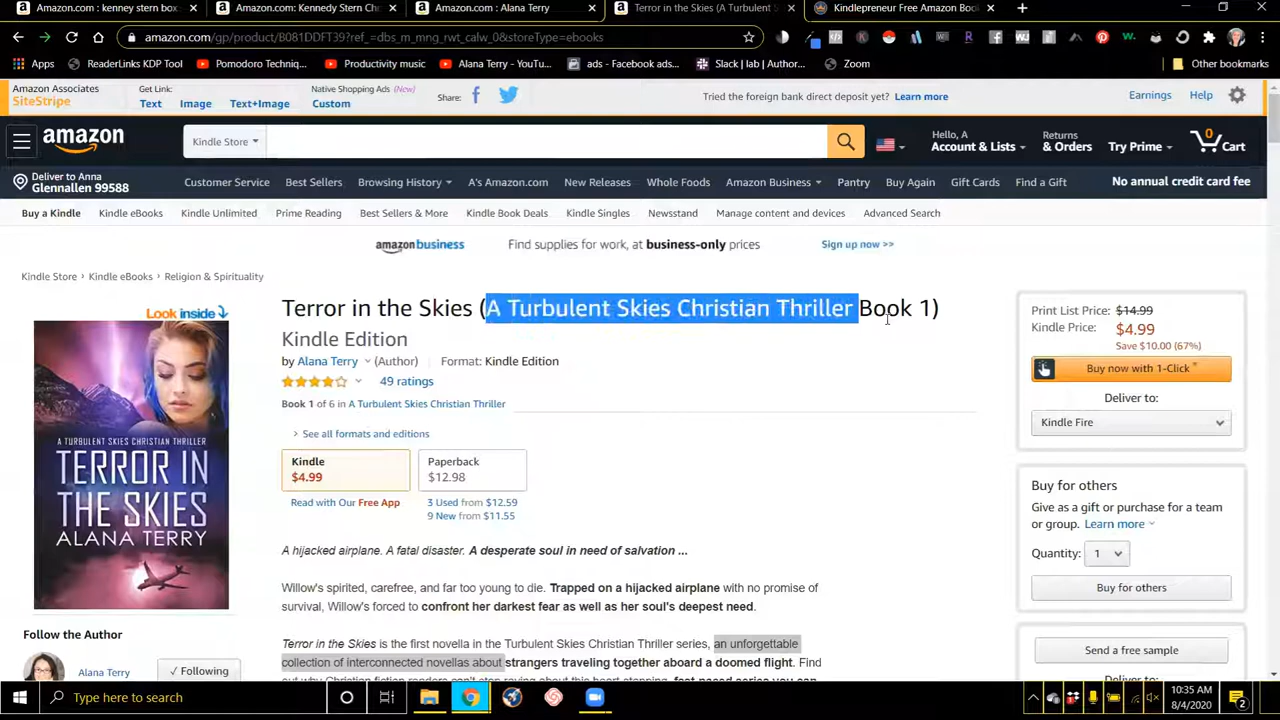 Amazon.com: kenney stern box
Amazon.com: Kennedy Stern Chr
Amazon.com : Alana Terry
Terror in the Skies (A Turbulent S
Kindlepreneur Free Amazon Boo
amazon.com/gp/product/B081DDFT39?ref_=dbs_m_mng_rwt_calw_0&storeType=ebooks
Apps
ReaderLinks KDP Tool
Pomodoro Techniq...
Productivity music
Alana Terry - YouTu...
ads - Facebook ads...
Slack | lab | Author...
Zoom
Other bookmarks
Amazon Associates
SiteStripe
Get Link:
Text
Image
Text+Image
Native Shopping Ads (New)
Custom
Share:
Tried the foreign bank direct deposit yet? Learn more
Earnings
Help
amazon
Kindle Store
Hello, A
Account & Lists
Returns
& Orders
Try Prime
0
Cart
Deliver to Anna
Glennallen 99588
Customer Service
Best Sellers
Browsing History
A's Amazon.com
New Releases
Whole Foods
Amazon Business
Pantry
Buy Again
Gift Cards
Find a Gift
No annual credit card fee
Buy a Kindle
Kindle eBooks
Kindle Unlimited
Prime Reading
Best Sellers & More
Kindle Book Deals
Kindle Singles
Newsstand
Manage content and devices
Advanced Search
amazonbusiness
Find supplies for work, at business-only prices
Sign up now >>
Kindle Store › Kindle eBooks › Religion & Spirituality
Look inside
A TURBULENT SKIES CHRISTIAN THRILLER
TERROR IN
THE SKIES
ALANA TERRY
Follow the Author
Alana Terry
✓ Following
Terror in the Skies (A Turbulent Skies Christian Thriller Book 1)
Kindle Edition
by Alana Terry (Author) Format: Kindle Edition
49 ratings
Book 1 of 6 in A Turbulent Skies Christian Thriller
› See all formats and editions
Kindle
$4.99
Paperback
$12.98
Read with Our Free App
3 Used from $12.59
9 New from $11.55
A hijacked airplane. A fatal disaster. A desperate soul in need of salvation ...
Willow's spirited, carefree, and far too young to die. Trapped on a hijacked airplane with no promise of
survival, Willow's forced to confront her darkest fear as well as her soul's deepest need.
Terror in the Skies is the first novella in the Turbulent Skies Christian Thriller series, an unforgettable
collection of interconnected novellas about strangers traveling together aboard a doomed flight. Find
Print List Price: $14.99
Kindle Price: $4.99
Save $10.00 (67%)
Buy now with 1-Click
Deliver to:
Kindle Fire
Buy for others
Give as a gift or purchase for a team
or group. Learn more
Quantity: 1
Buy for others
Send a free sample
Type here to search
10:35 AM
8/4/2020
2